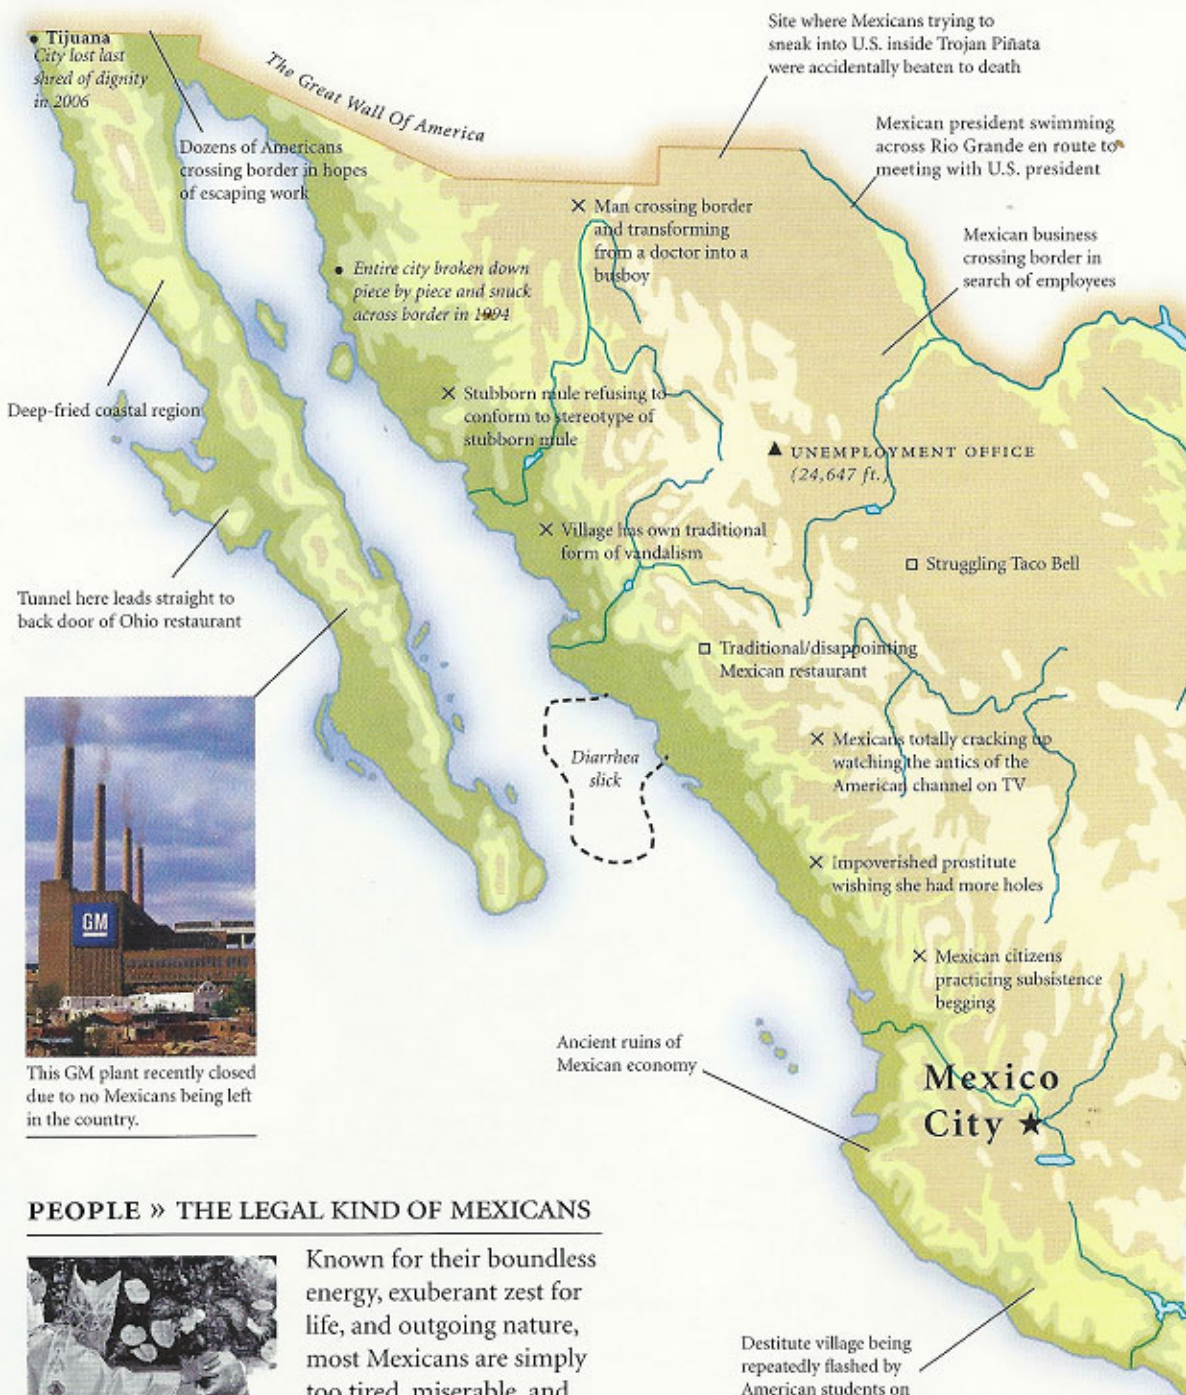 Site where Mexicans trying to
sneak into U.S. inside Trojan Piñata
were accidentally beaten to death
Tijuana
City lost last
shred of dignity
in 2006
The Great Wall Of America
Mexican president swimming
across Rio Grande en route to
meeting with U.S. president
Dozens of Americans
crossing border in hopes
of escaping work
Man crossing border
and transforming
from a doctor into a
busboy
Mexican business
crossing border in
search of employees
Entire city broken down
piece by piece and snuck
across border in 1994
Deep-fried coastal region
Stubborn mule refusing to
conform to stereotype of
stubborn mule
UNEMPLOYMENT OFFICE
(24,647 ft.)
Village has own traditional
form of vandalism
Struggling Taco Bell
Tunnel here leads straight to
back door of Ohio restaurant
Traditional/disappointing
Mexican restaurant
Diarrhea
slick
Mexicans totally cracking up
watching the antics of the
American channel on TV
Impoverished prostitute
wishing she had more holes
GM
Mexican citizens
practicing subsistence
begging
Ancient ruins of
Mexican economy
Mexico
City
This GM plant recently closed
due to no Mexicans being left
in the country.
PEOPLE » THE LEGAL KIND OF MEXICANS
Known for their boundless
energy, exuberant zest for
life, and outgoing nature,
most Mexicans are simply
too tired, miserable, and
Destitute village being
repeatedly flashed by
American students on